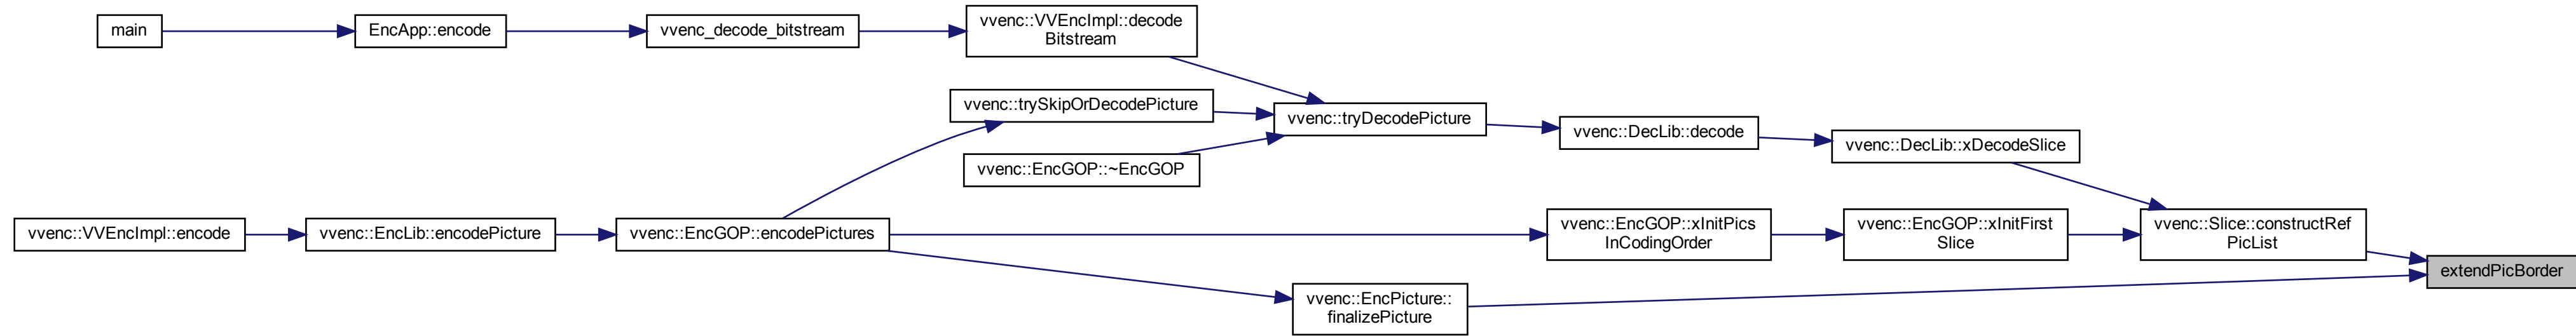 main
EncApp::encode
vvenc_decode_bitstream
vvenc::VVEncImpl::decode
Bitstream
vvenc::trySkipOrDecodePicture
vvenc::tryDecodePicture
vvenc::DecLib::decode
vvenc::DecLib::xDecodeSlice
vvenc::EncGOP::~EncGOP
vvenc::VVEncImpl::encode
vvenc::EncLib::encodePicture
vvenc::EncGOP::encodePictures
vvenc::EncGOP::xInitPics
InCodingOrder
vvenc::EncGOP::xInitFirst
Slice
vvenc::Slice::constructRef
PicList
extendPicBorder
vvenc::EncPicture::
finalizePicture